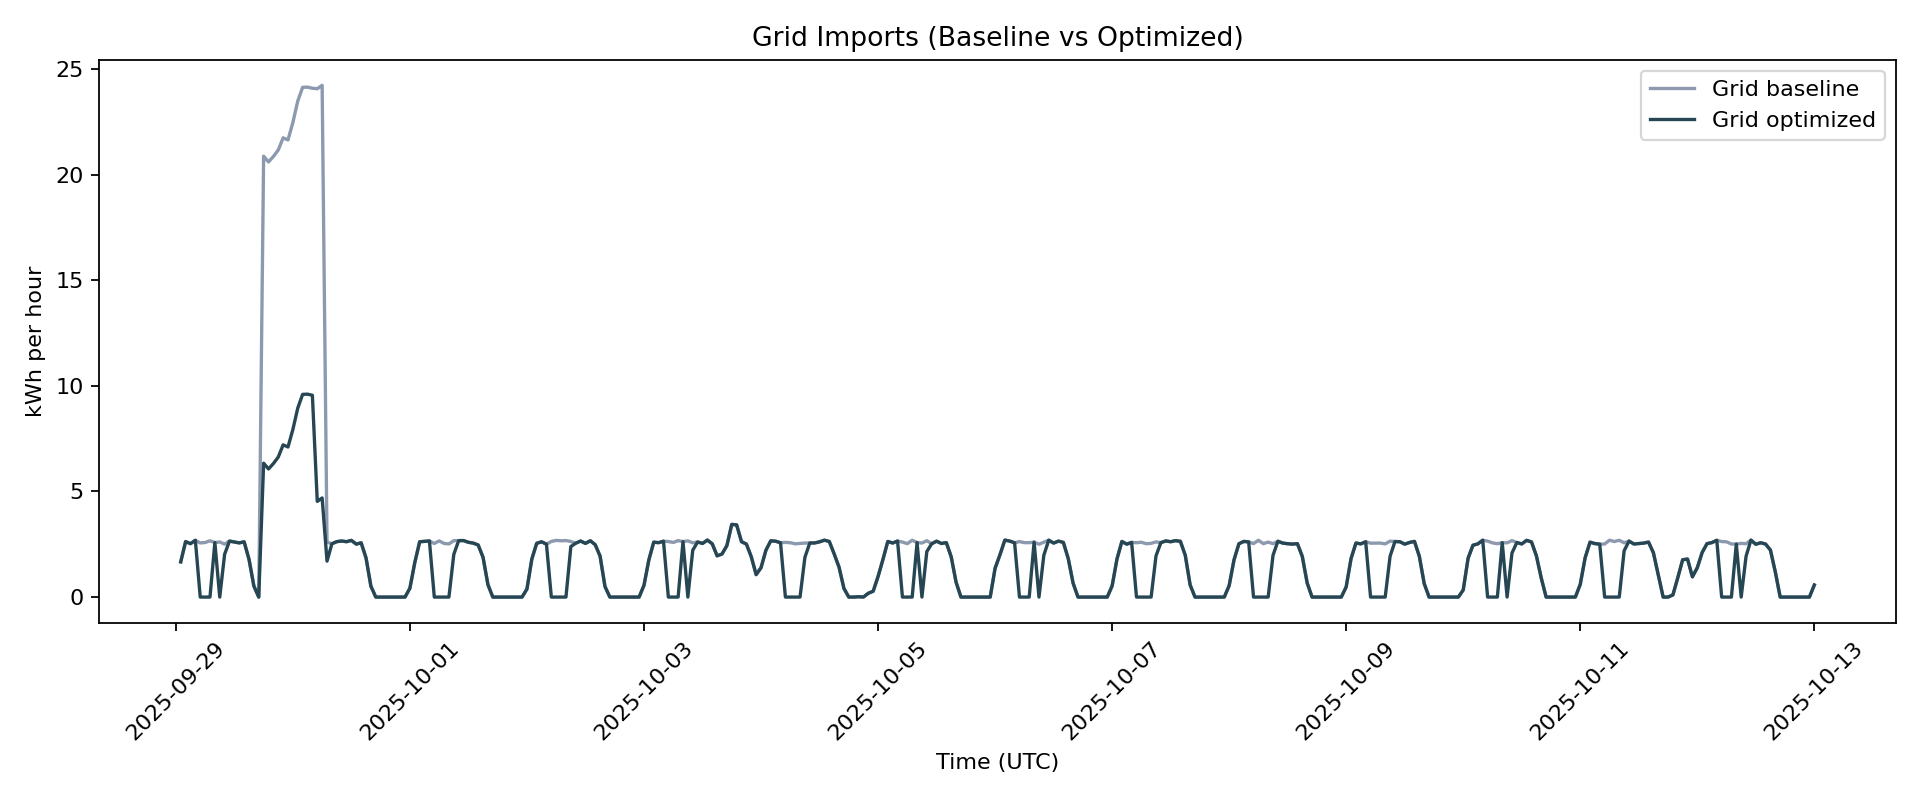 Grid Imports (Baseline vs Optimized)
Grid baseline
Grid optimized
kWh per hour
25
20
15
10
5
0
2025-09-29
2025-10-01
2025-10-03
2025-10-05
2025-10-07
2025-10-09
2025-10-11
2025-10-13
Time (UTC)